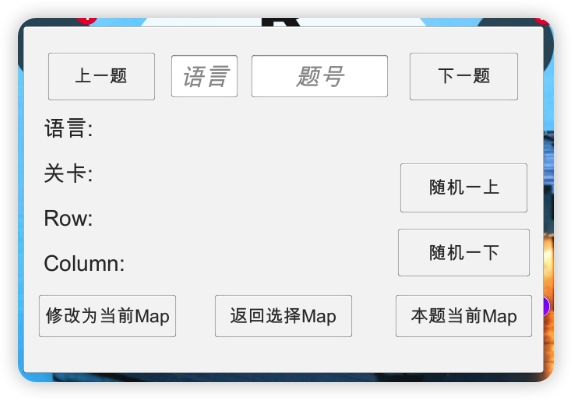 上一题 语言 题号 下一题
语言:
关卡:
随机一上
Row:
随机一下
Column:
修改为当前Map 返回选择Map 本题当前Map